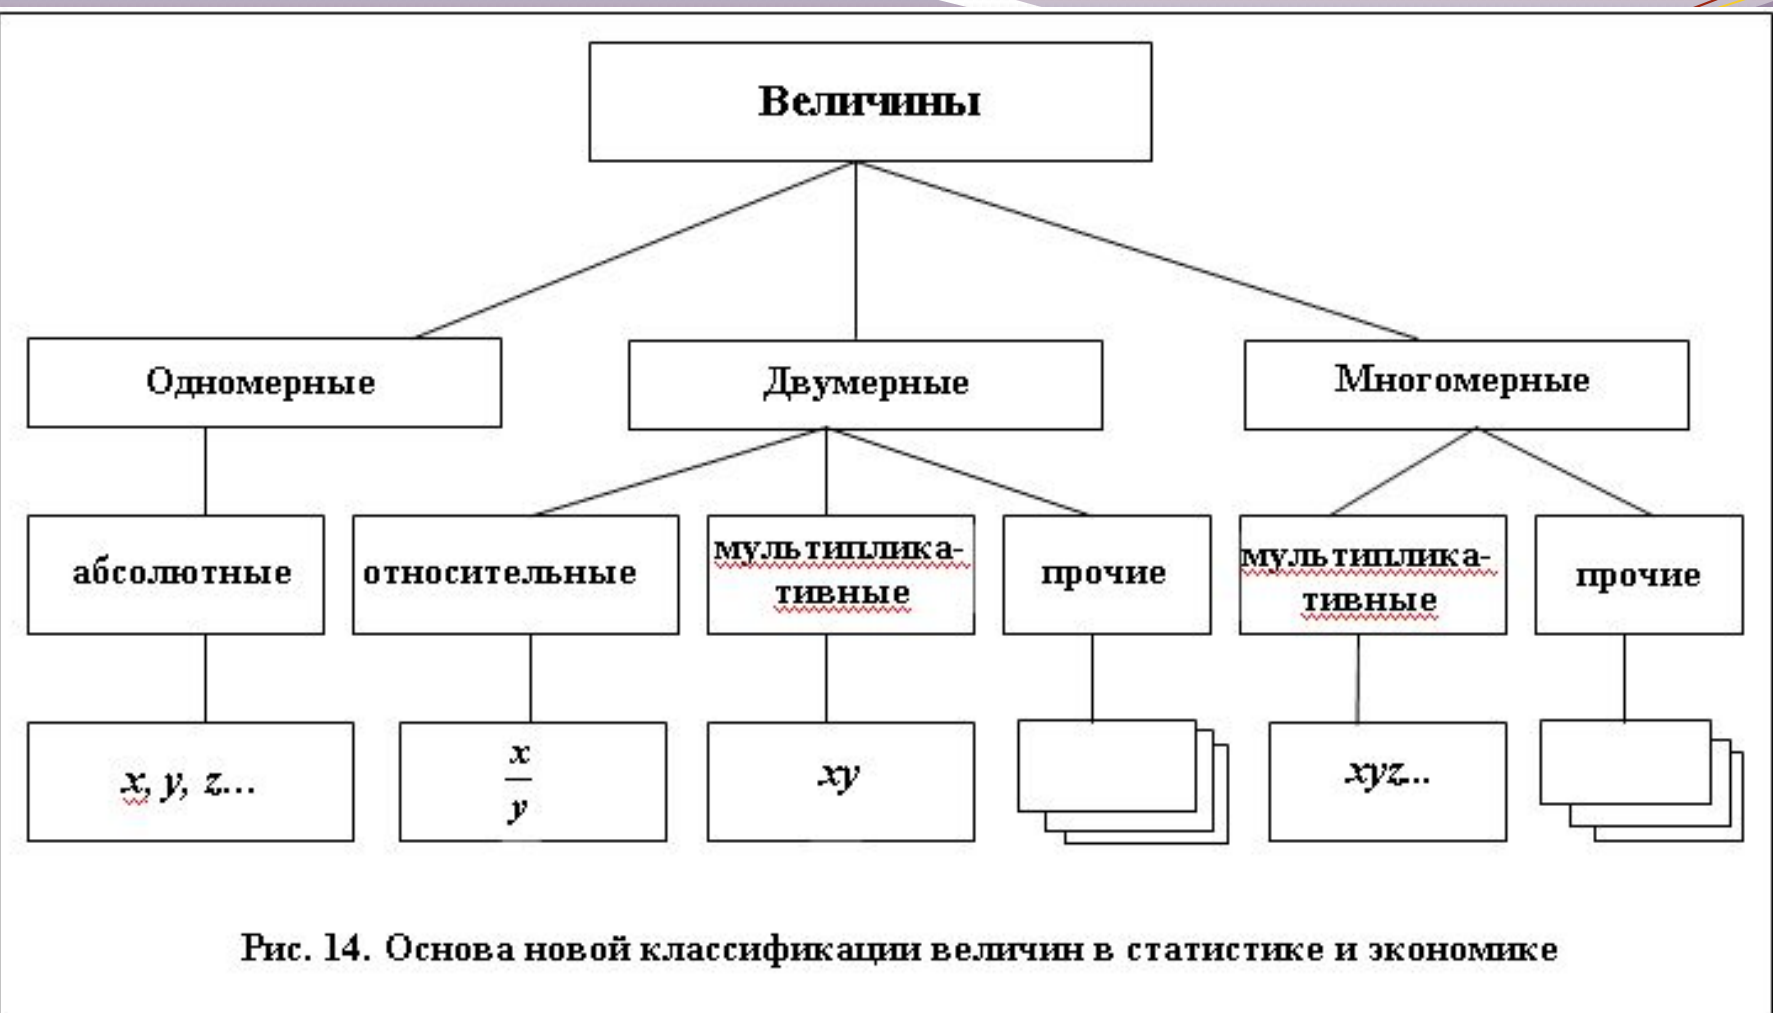 Величины
Одномерные
Двумерные
Многомерные
абсолютные
относительные
мультиплика-
тивные
прочие
мультиплика-
тивные
прочие
x, y, z...
x
y
xy
xyz...
Рис. 14. Основа новой классификации величин в статистике и экономике